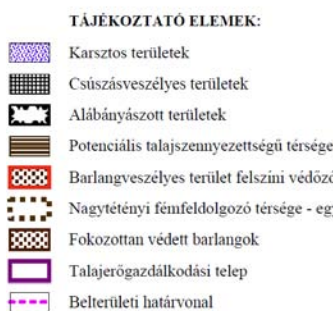 TÁJÉKOZTATÓ ELEMEK:
Karsztos területek
Csúszásveszélyes területek
Alábányászott területek
Potenciális talajszennyezettségű térsége
Barlangveszélyes terület felszíni védőzó
Nagytétényi fémfeldolgozó térsége - eg
Fokozottan védett barlangok
Talajerőgazdálkodási telep
Belterületi határvonal